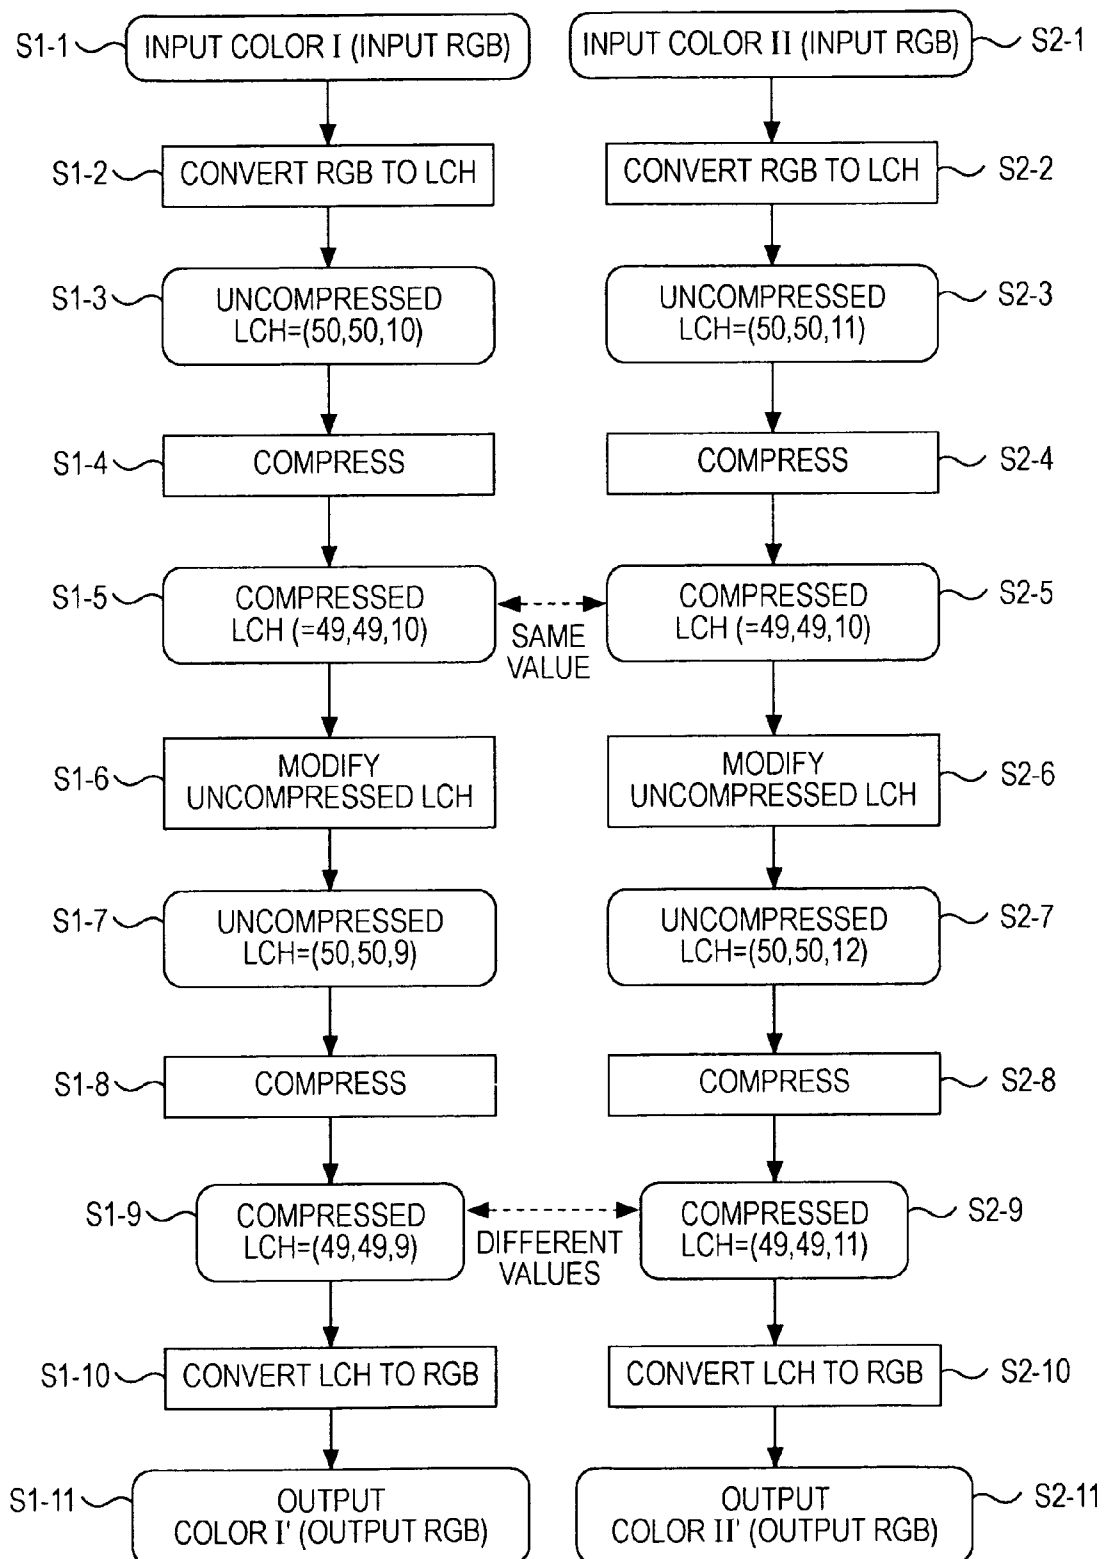 S1-1
INPUT COLOR I (INPUT RGB)
INPUT COLOR II (INPUT RGB)
S2-1
S1-2
CONVERT RGB TO LCH
CONVERT RGB TO LCH
S2-2
S1-3
UNCOMPRESSED
LCH=(50,50,10)
UNCOMPRESSED
LCH=(50,50,11)
S2-3
S1-4
COMPRESS
COMPRESS
S2-4
S1-5
COMPRESSED
LCH (=49,49,10)
SAME
VALUE
COMPRESSED
LCH (=49,49,10)
S2-5
S1-6
MODIFY
UNCOMPRESSED LCH
MODIFY
UNCOMPRESSED LCH
S2-6
S1-7
UNCOMPRESSED
LCH=(50,50,9)
UNCOMPRESSED
LCH=(50,50,12)
S2-7
S1-8
COMPRESS
COMPRESS
S2-8
S1-9
COMPRESSED
LCH=(49,49,9)
DIFFERENT
VALUES
COMPRESSED
LCH=(49,49,11)
S2-9
S1-10
CONVERT LCH TO RGB
CONVERT LCH TO RGB
S2-10
S1-11
OUTPUT
COLOR I' (OUTPUT RGB)
OUTPUT
COLOR II' (OUTPUT RGB)
S2-11